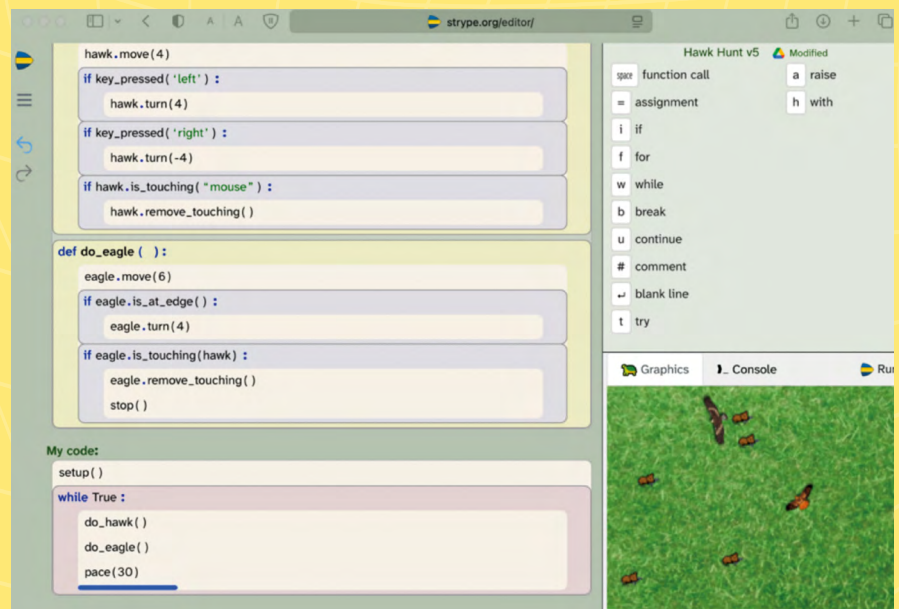 strype.org/editor/
hawk.move(4)
if key_pressed('left') :
hawk.turn(4)
if key_pressed('right') :
hawk.turn(-4)
if hawk.is_touching("mouse") :
hawk.remove_touching()
def do_eagle ( ):
eagle.move(6)
if eagle.is_at_edge() :
eagle.turn(4)
if eagle.is_touching(hawk) :
eagle.remove_touching()
stop()
My code:
setup()
while True :
do_hawk()
do_eagle()
pace(30)
Hawk Hunt v5 Modified
space function call
= assignment
i if
f for
w while
b break
u continue
# comment
↵ blank line
t try
a raise
h with
Graphics
Console